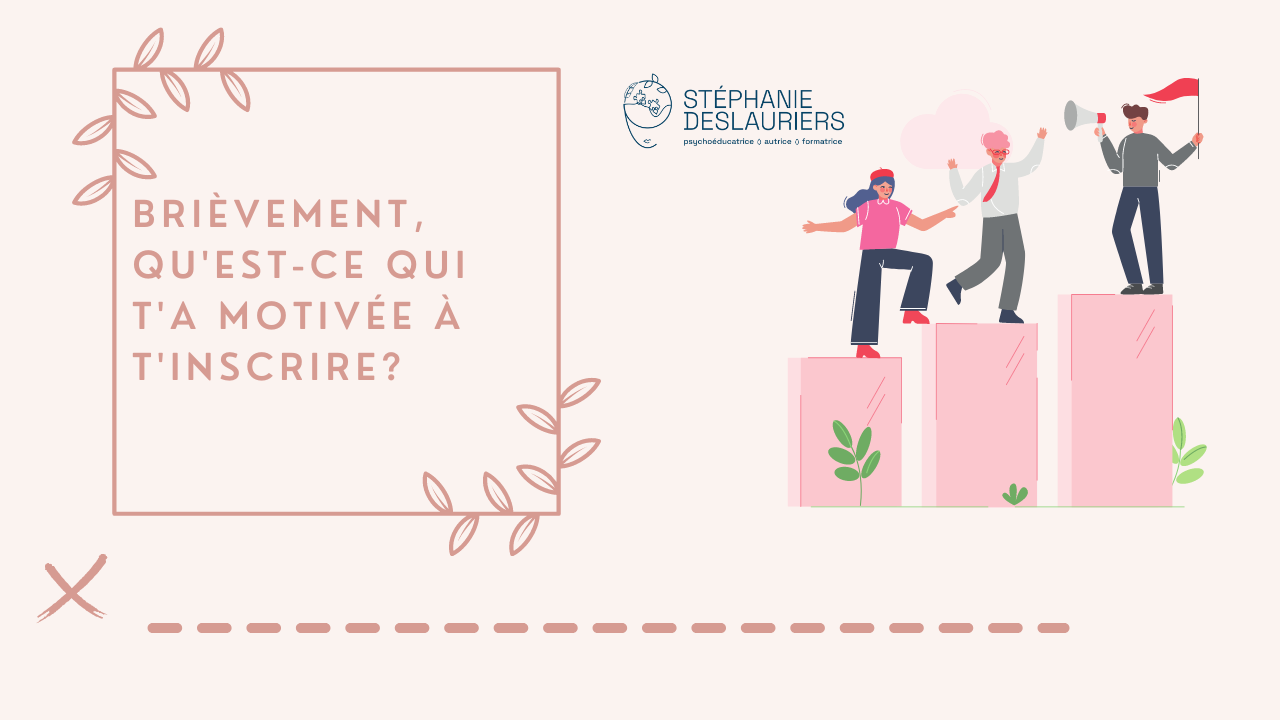 BRIÈVEMENT,
QU'EST-CE QUI
T'A MOTIVÉE À
T'INSCRIRE?
STÉPHANIE
DESLAURIERS
psychoéducatrice ◊ autrice ◊ formatrice